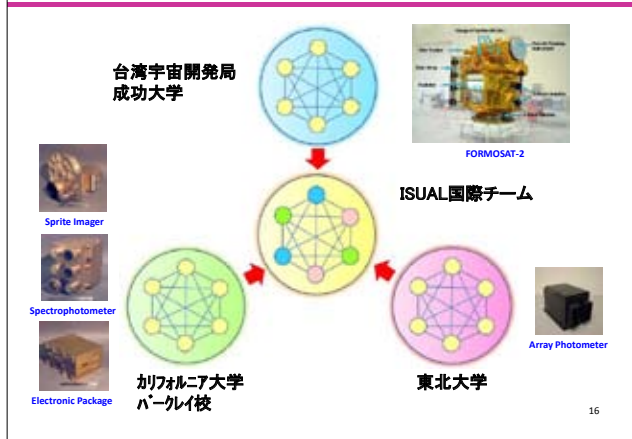 台湾宇宙開発局
成功大学
FORMOSAT-2
ISUAL国際チーム
Sprite Imager
Spectrophotometer
Electronic Package
カリフォルニア大学
バークレイ校
東北大学
Array Photometer
16